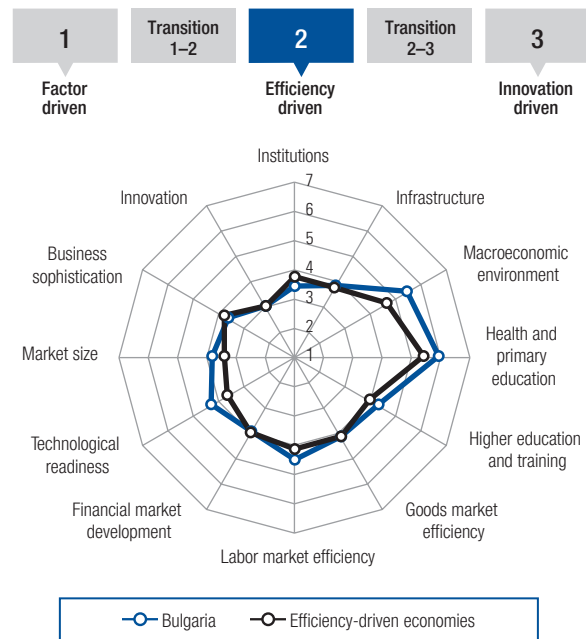 1
Transition
1–2
2
Transition
2–3
3
Factor
driven
Efficiency
driven
Innovation
driven
Institutions
Infrastructure
Macroeconomic
environment
Health and
primary
education
Higher education
and training
Goods market
efficiency
Labor market efficiency
Financial market
development
Technological
readiness
Market size
Business
sophistication
Innovation
7
6
5
4
3
2
1
Bulgaria
Efficiency-driven economies